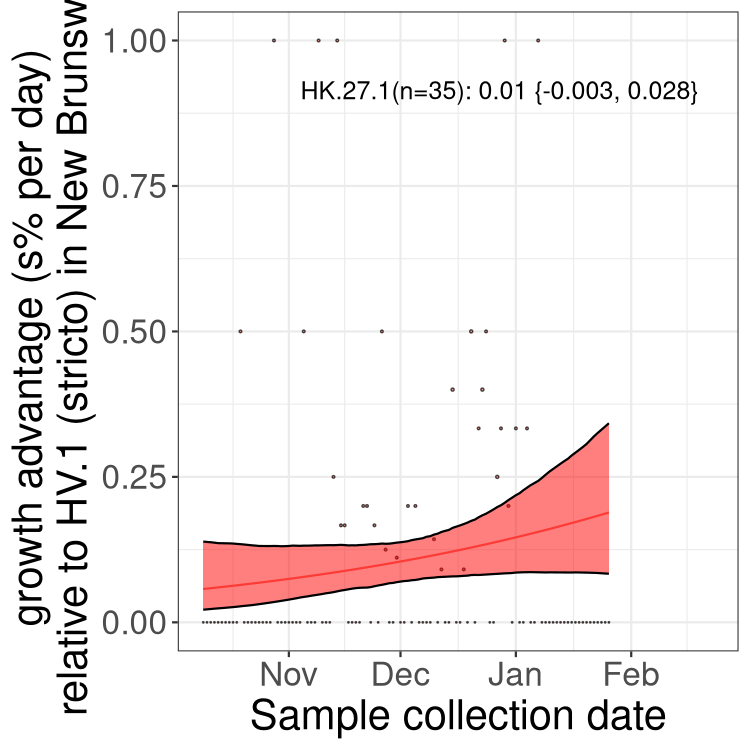 growth advantage (s% per day)
relative to HV.1 (stricto) in New Brunsw
1.00
HK.27.1(n=35): 0.01 {-0.003, 0.028}
0.75
0.50
0.25
0.00
Nov Dec Jan Feb
Sample collection date